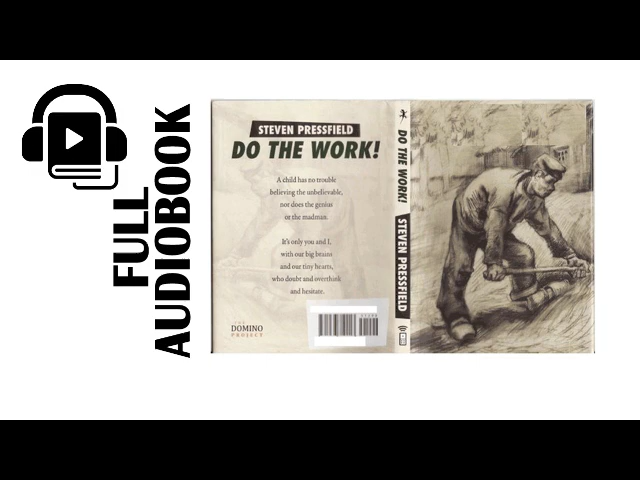 FULL
AUDIOBOOK
STEVEN PRESSFIELD
DO THE WORK!
A child has no trouble
believing the unbelievable,
nor does the genius
or the madman.
It's only you and I,
with our big brains
and our tiny hearts,
who doubt and overthink
and hesitate.
THE
DOMINO
PROJECT
DO THE WORK!
STEVEN PRESSFIELD